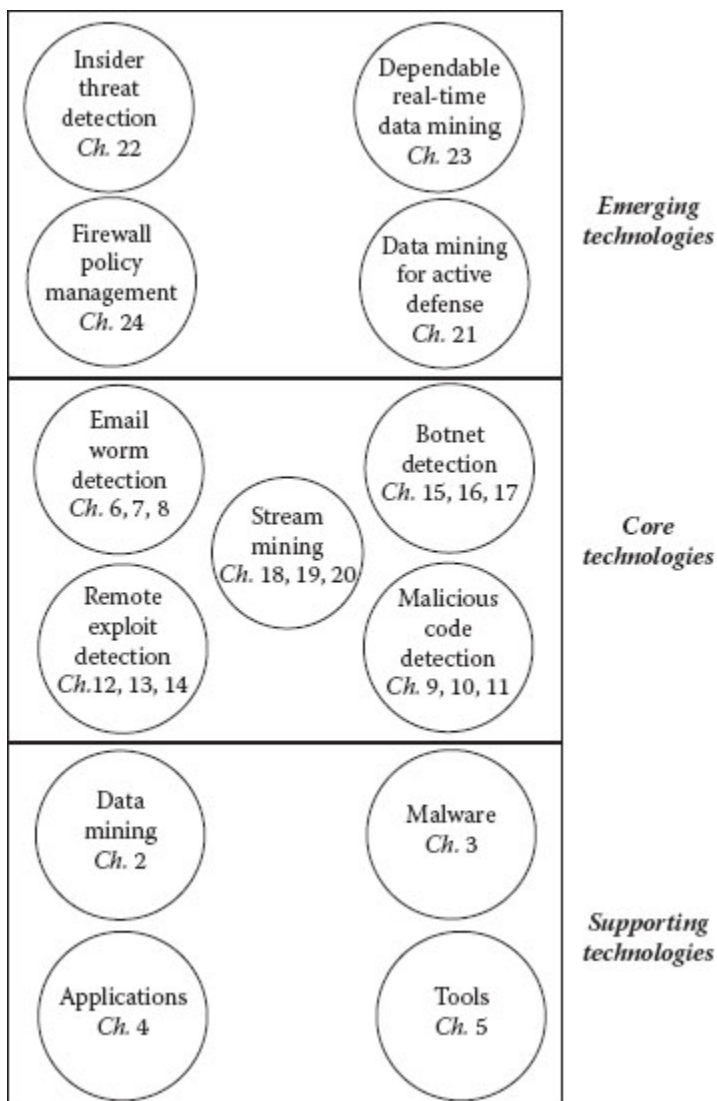 Insider
threat
detection
Ch. 22
Dependable
real-time
data mining
Ch. 23
Firewall
policy
management
Ch. 24
Data mining
for active
defense
Ch. 21
Emerging
technologies
Email
worm
detection
Ch. 6, 7, 8
Botnet
detection
Ch. 15, 16, 17
Stream
mining
Ch. 18, 19, 20
Remote
exploit
detection
Ch.12, 13, 14
Malicious
code
detection
Ch. 9, 10, 11
Core
technologies
Data
mining
Ch. 2
Malware
Ch. 3
Applications
Ch. 4
Tools
Ch. 5
Supporting
technologies